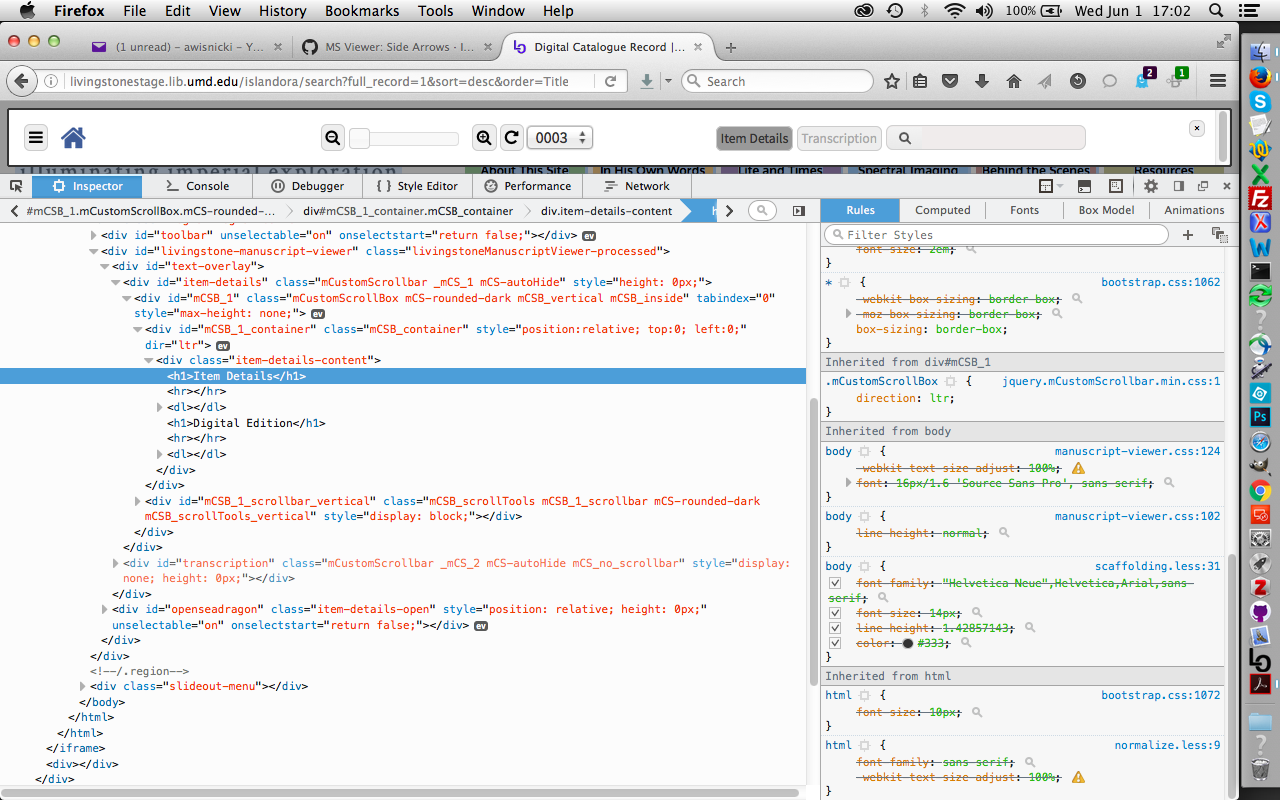 Firefox File Edit View History Bookmarks Tools Window Help 100% Wed Jun 1 17:02
(1 unread) - awisnicki - Y... × MS Viewer: Side Arrows · I... × Digital Catalogue Record |... ×
livingstonestage.lib.umd.edu/islandora/search?full_record=1&sort=desc&order=Title Search 2 1
0003 Item Details Transcription
illuminating imperial exploration About This Site In His Own Words Life and Times Spectral Imaging Behind the Scenes Resources
Inspector Console Debugger { } Style Editor Performance Network
#mCSB_1.mCustomScrollBox.mCS-rounded-... div#mCSB_1_container.mCSB_container div.item-details-content
<div id="toolbar" unselectable="on" onselectstart="return false;"></div> ev
<div id="livingstone-manuscript-viewer" class="livingstoneManuscriptViewer-processed">
<div id="text-overlay">
<div id="item-details" class="mCustomScrollbar _mCS_1 mCS-autoHide" style="height: 0px;">
<div id="mCSB_1" class="mCustomScrollBox mCS-rounded-dark mCSB_vertical mCSB_inside" tabindex="0"
style="max-height: none;"> ev
<div id="mCSB_1_container" class="mCSB_container" style="position:relative; top:0; left:0;"
dir="ltr"> ev
<div class="item-details-content">
<h1>Item Details</h1>
<hr></hr>
<dl></dl>
<h1>Digital Edition</h1>
<hr></hr>
<dl></dl>
</div>
</div>
<div id="mCSB_1_scrollbar_vertical" class="mCSB_scrollTools mCSB_1_scrollbar mCS-rounded-dark
mCSB_scrollTools_vertical" style="display: block;"></div>
</div>
</div>
<div id="transcription" class="mCustomScrollbar _mCS_2 mCS-autoHide mCS_no_scrollbar" style="display:
none; height: 0px;"></div>
</div>
<div id="openseadragon" class="item-details-open" style="position: relative; height: 0px;"
unselectable="on" onselectstart="return false;"></div> ev
</div>
</div>
<!--/.region-->
<div class="slideout-menu"></div>
</body>
</html>
</html>
</iframe>
<div></div>
</div>
Rules Computed Fonts Box Model Animations
Filter Styles
font-size: 2em;
}
* { bootstrap.css:1062
-webkit-box-sizing: border-box;
-moz-box-sizing: border-box;
box-sizing: border-box;
}
Inherited from div#mCSB_1
.mCustomScrollBox { jquery.mCustomScrollbar.min.css:1
direction: ltr;
}
Inherited from body
body { manuscript-viewer.css:124
-webkit-text-size-adjust: 100%;
font: 16px/1.6 'Source Sans Pro', sans-serif;
}
body { manuscript-viewer.css:102
line-height: normal;
}
body { scaffolding.less:31
font-family: "Helvetica Neue",Helvetica,Arial,sans-
serif;
font-size: 14px;
line-height: 1.42857143;
color: #333;
}
Inherited from html
html { bootstrap.css:1072
font-size: 10px;
}
html { normalize.less:9
font-family: sans-serif;
-webkit-text-size-adjust: 100%;
}